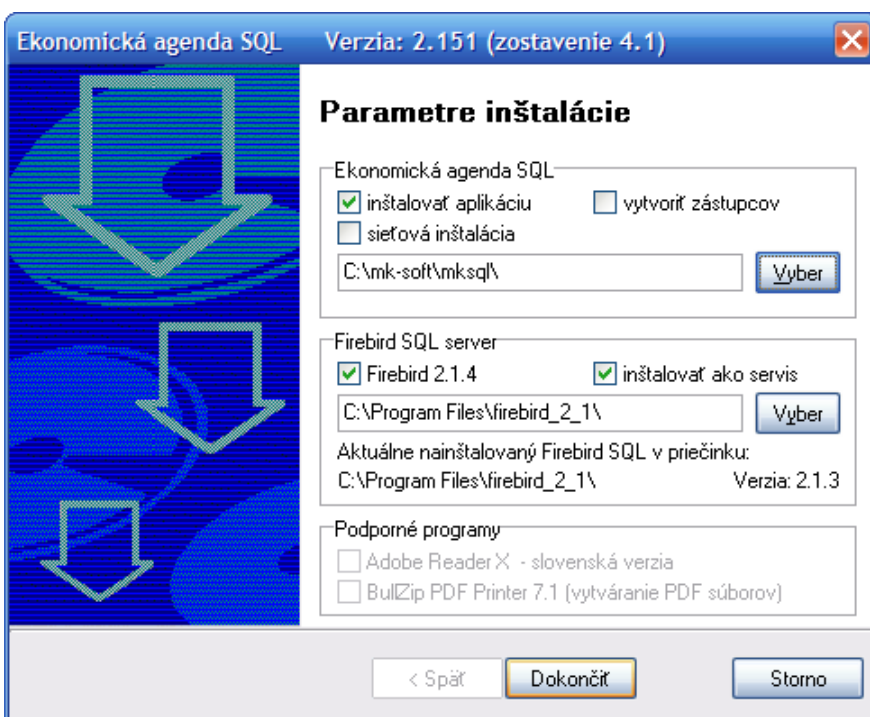 Ekonomická agenda SQL Verzia: 2.151 (zostavenie 4.1)
Parametre inštalácie
Ekonomická agenda SQL
inštalovať aplikáciu vytvoriť zástupcov
sieťová inštalácia
C:\mk-soft\mksql\ Vyber
Firebird SQL server
Firebird 2.1.4 inštalovať ako servis
C:\Program Files\firebird_2_1\ Vyber
Aktuálne nainštalovaný Firebird SQL v priečinku:
C:\Program Files\firebird_2_1\ Verzia: 2.1.3
Podporné programy
Adobe Reader X - slovenská verzia
BullZip PDF Printer 7.1 (vytváranie PDF súborov)
< Späť Dokončiť Storno